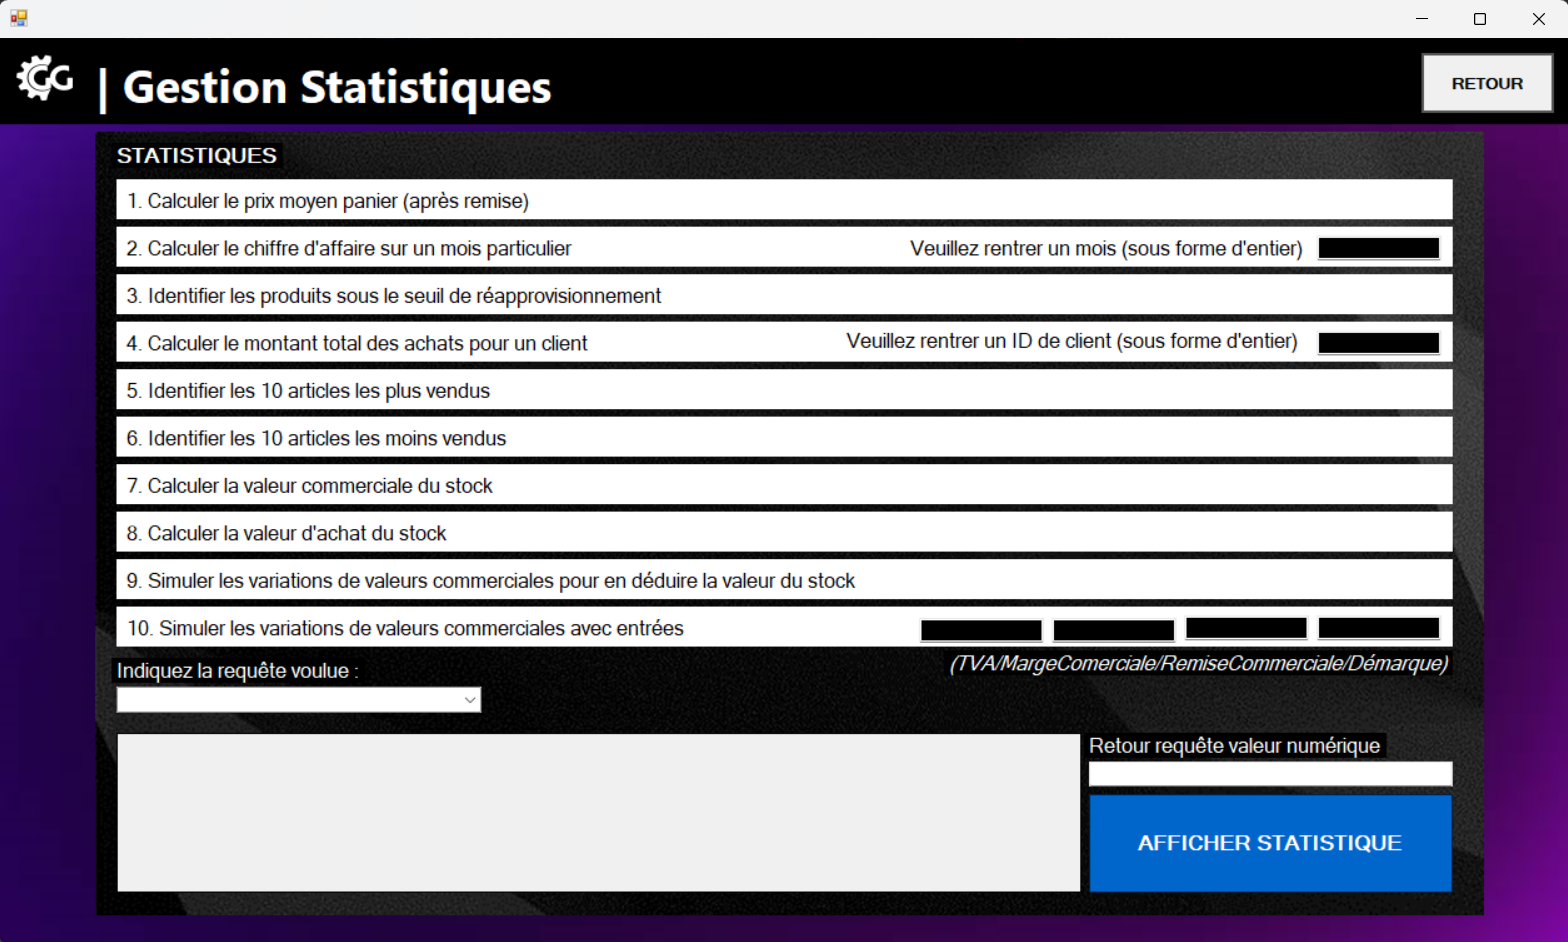 GG
| Gestion Statistiques
RETOUR
STATISTIQUES
1. Calculer le prix moyen panier (après remise)
2. Calculer le chiffre d'affaire sur un mois particulier Veuillez rentrer un mois (sous forme d'entier)
3. Identifier les produits sous le seuil de réapprovisionnement
4. Calculer le montant total des achats pour un client Veuillez rentrer un ID de client (sous forme d'entier)
5. Identifier les 10 articles les plus vendus
6. Identifier les 10 articles les moins vendus
7. Calculer la valeur commerciale du stock
8. Calculer la valeur d'achat du stock
9. Simuler les variations de valeurs commerciales pour en déduire la valeur du stock
10. Simuler les variations de valeurs commerciales avec entrées
(TVA/MargeComerciale/RemiseCommerciale/Démarque)
Indiquez la requête voulue :
Retour requête valeur numérique
AFFICHER STATISTIQUE